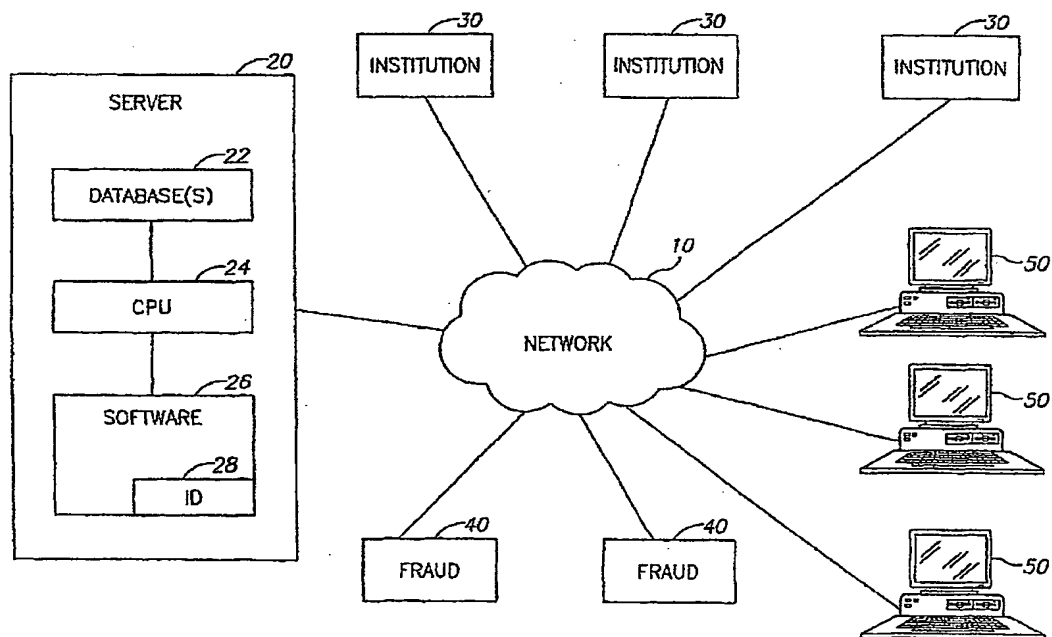 30
30
30
INSTITUTION
INSTITUTION
INSTITUTION
20
SERVER
22
DATABASE(S)
24
CPU
26
SOFTWARE
28
ID
10
NETWORK
50
50
50
40
40
FRAUD
FRAUD